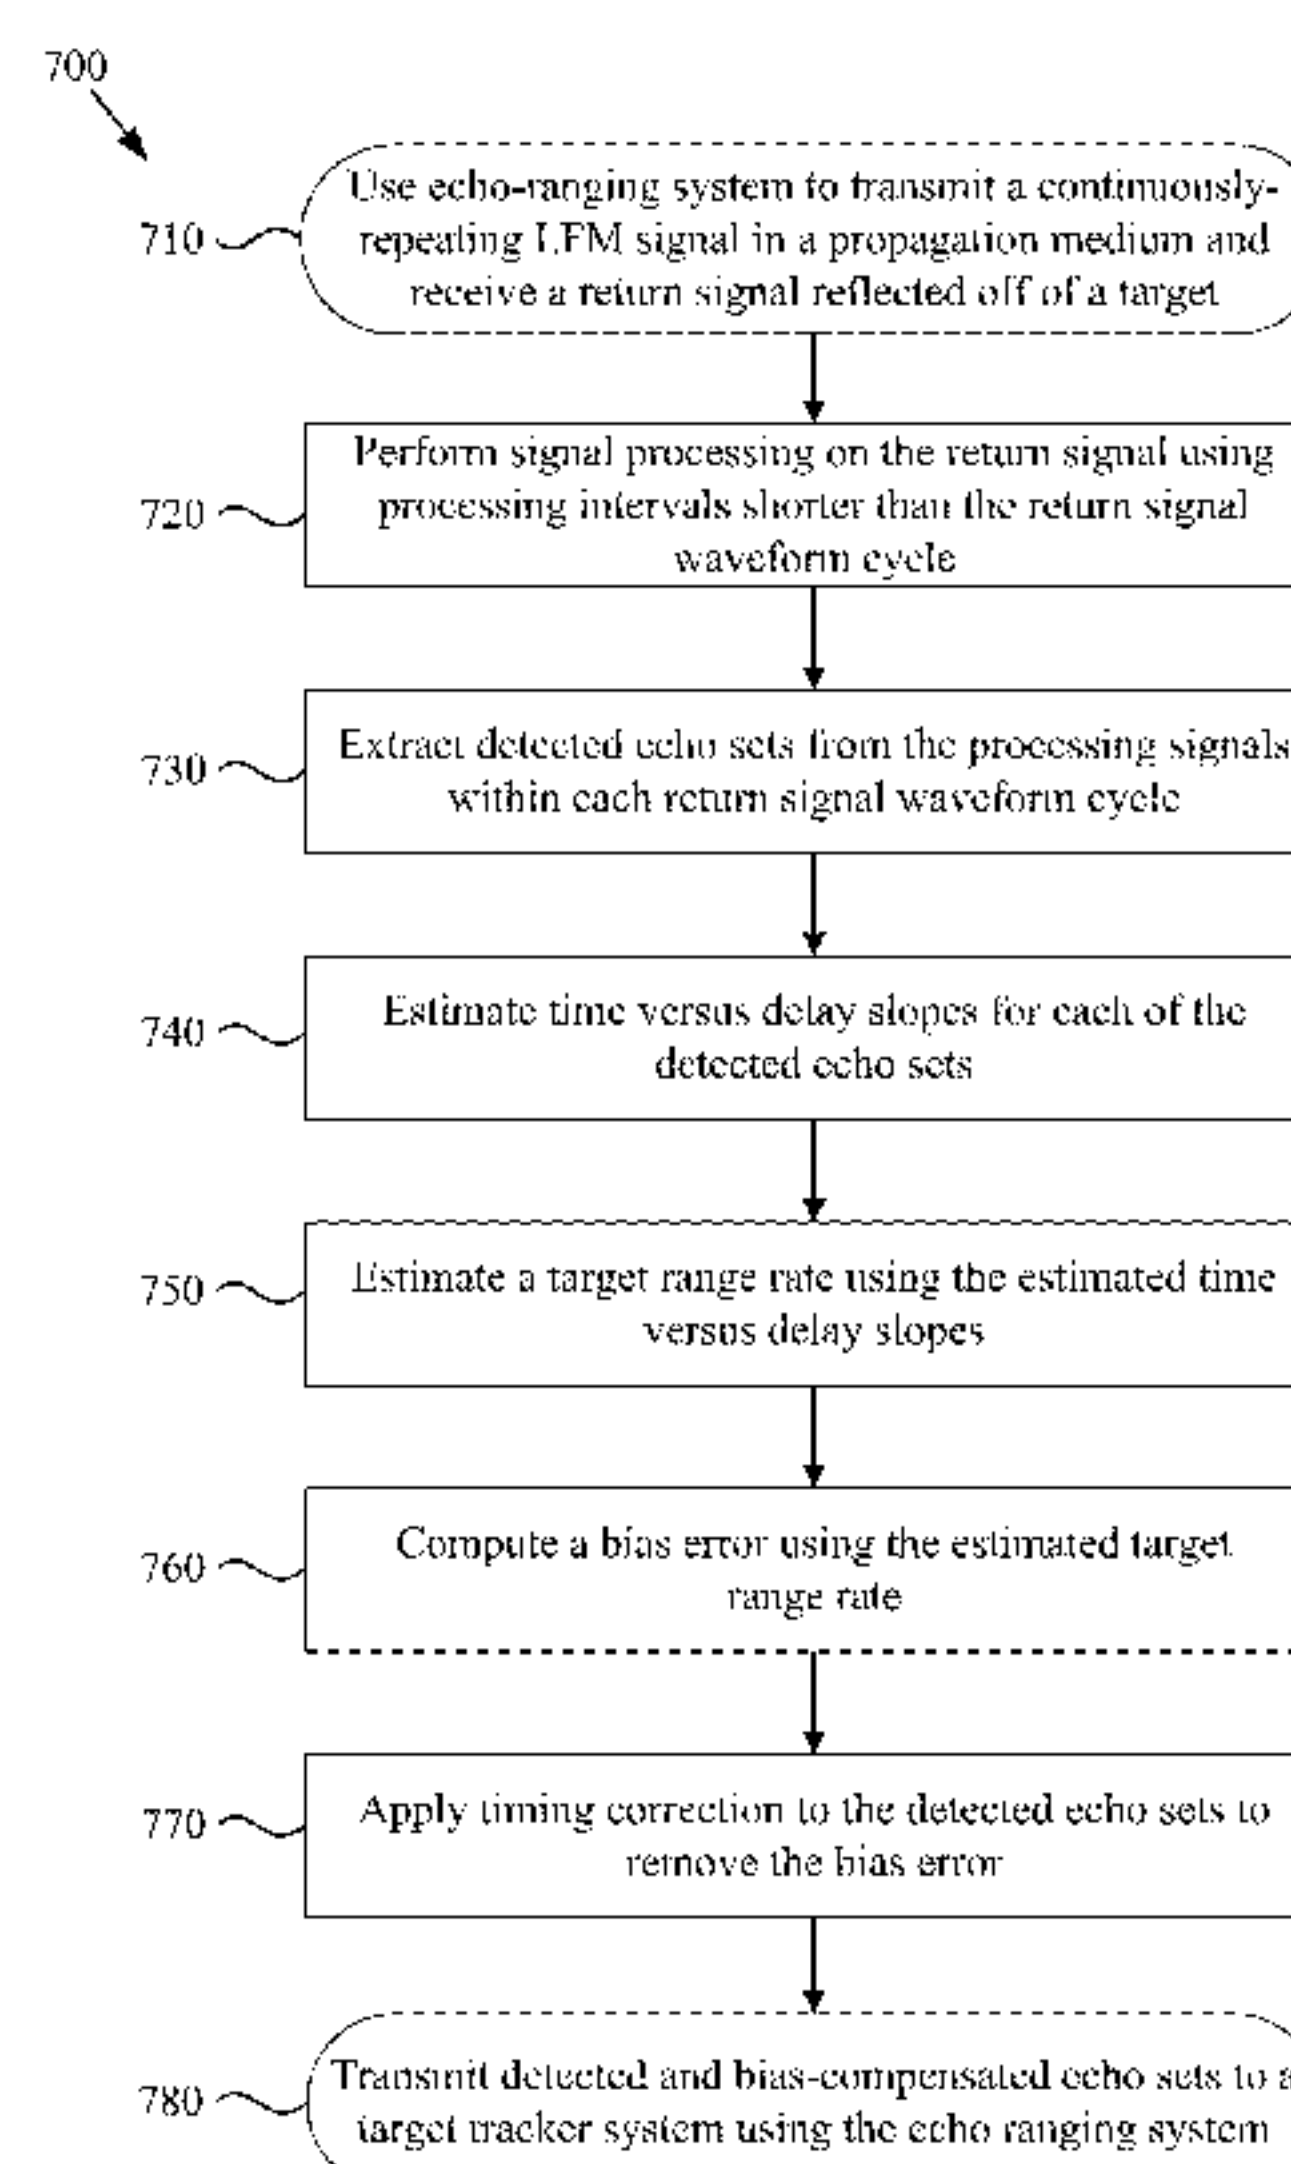 700
710
Use echo-ranging system to transmit a continuously-
repeating LFM signal in a propagation medium and
receive a return signal reflected off of a target
720
Perform signal processing on the return signal using
processing intervals shorter than the return signal
waveform cycle
730
Extract detected echo sets from the processing signals
within each return signal waveform cycle
740
Estimate time versus delay slopes for each of the
detected echo sets
750
Estimate a target range rate using the estimated time
versus delay slopes
760
Compute a bias error using the estimated target
range rate
770
Apply timing correction to the detected echo sets to
remove the bias error
780
Transmit detected and bias-compensated echo sets to a
target tracker system using the echo ranging system